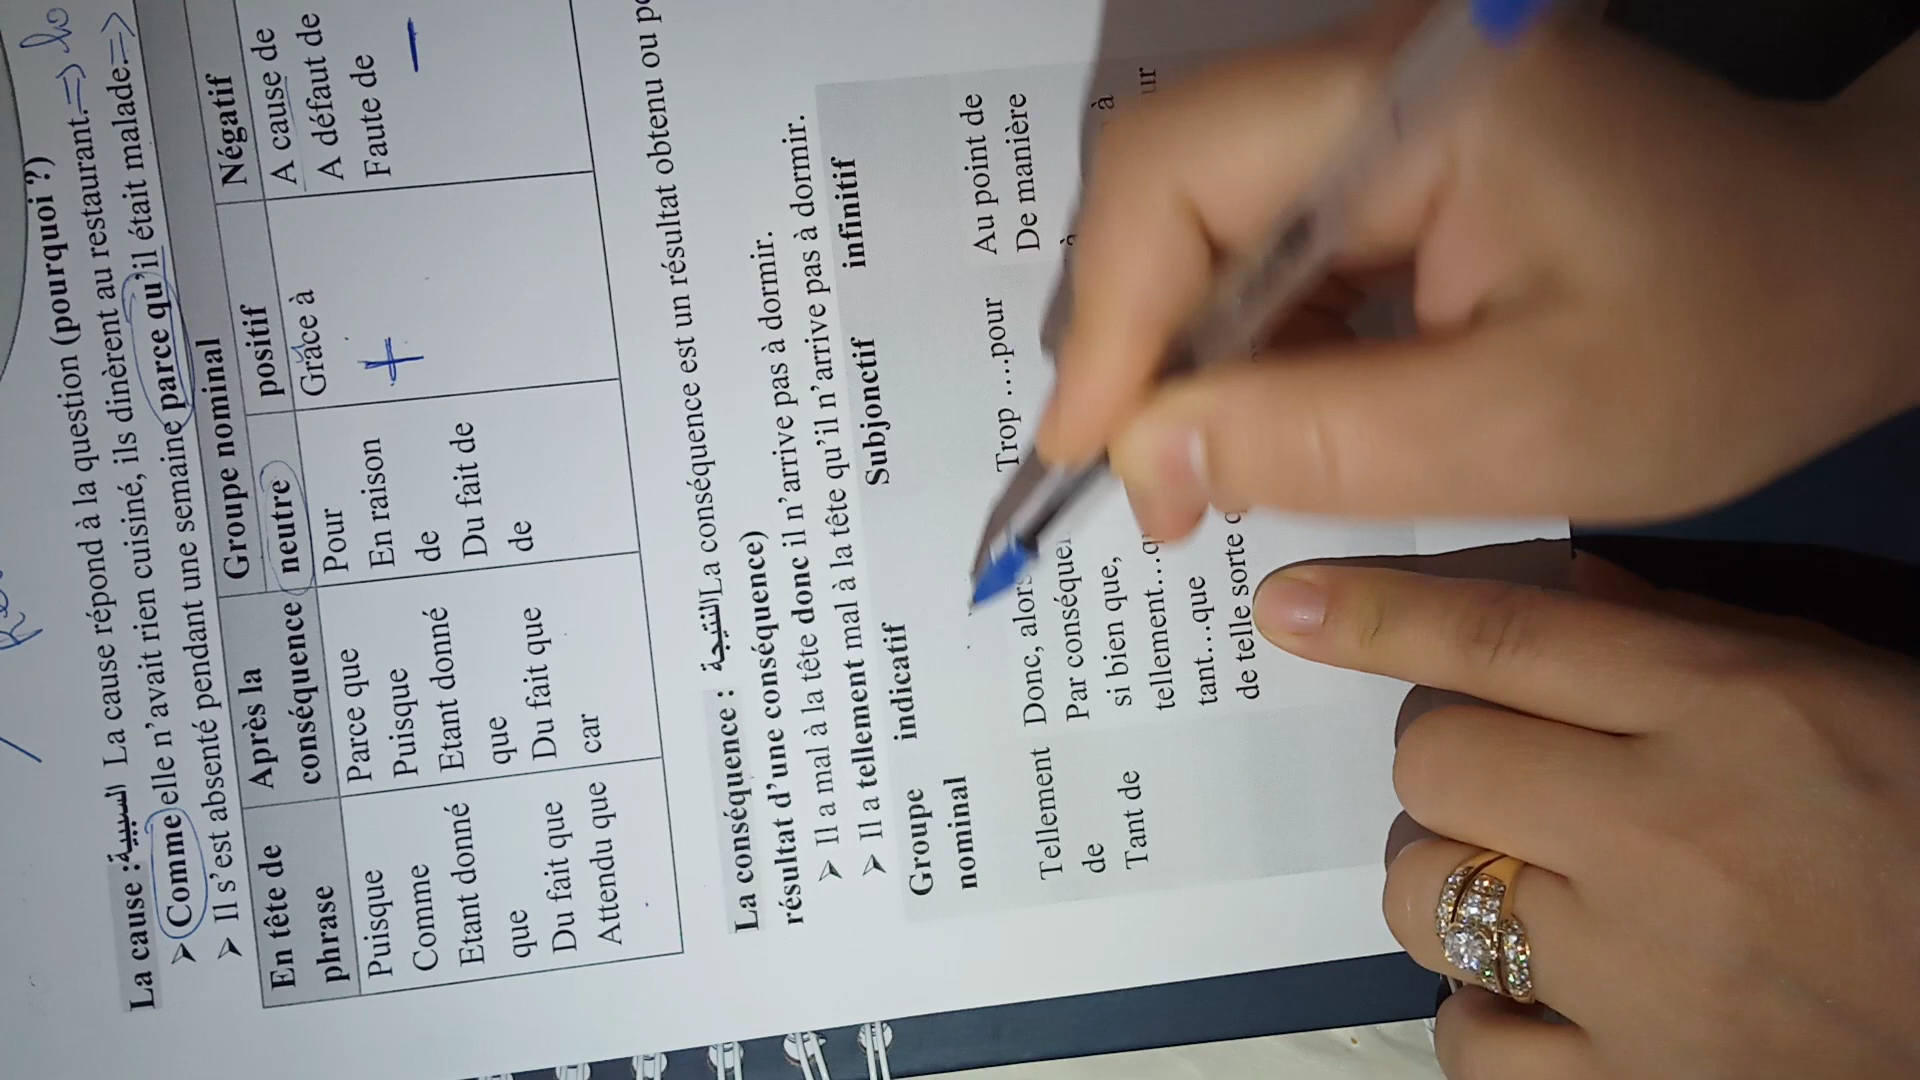 La cause : السببية La cause répond à la question (pourquoi ?)
➤ Comme elle n'avait rien cuisiné, ils dinèrent au restaurant.=>
➤ Il s'est absenté pendant une semaine parce qu'il était malade.=>
En tête de phrase
Après la conséquence
Groupe nominal
neutre
positif
Négatif
Puisque
Comme
Etant donné
que
Du fait que
Attendu que
Parce que
Puisque
Etant donné
que
Du fait que
car
Pour
En raison
de
Du fait de
de
Grâce à
+
A cause de
A défaut de
Faute de
–
La conséquence : النتيجة La conséquence est un résultat obtenu ou
résultat d'une conséquence)
➤ Il a mal à la tête donc il n'arrive pas à dormir.
➤ Il a tellement mal à la tête qu'il n'arrive pas à dormir.
Groupe nominal
indicatif
Subjonctif
infinitif
Tellement
de
Tant de
Donc, alors
Par
si bien que,
tellement…
tant…que
de telle sorte
Trop ….pour
Au point de
De manière
à